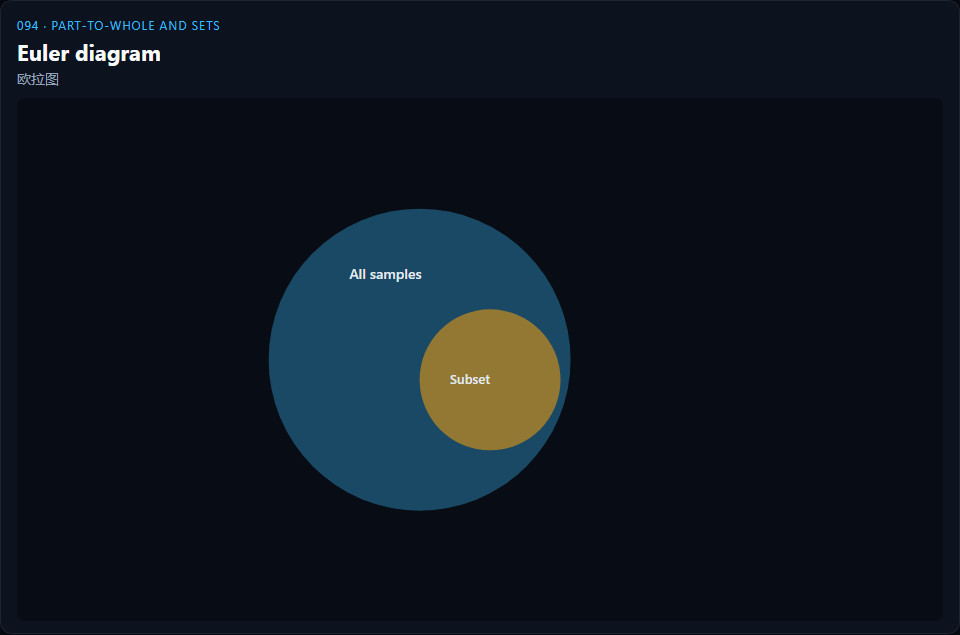 094 · PART-TO-WHOLE AND SETS
Euler diagram
欧拉图
All samples
Subset